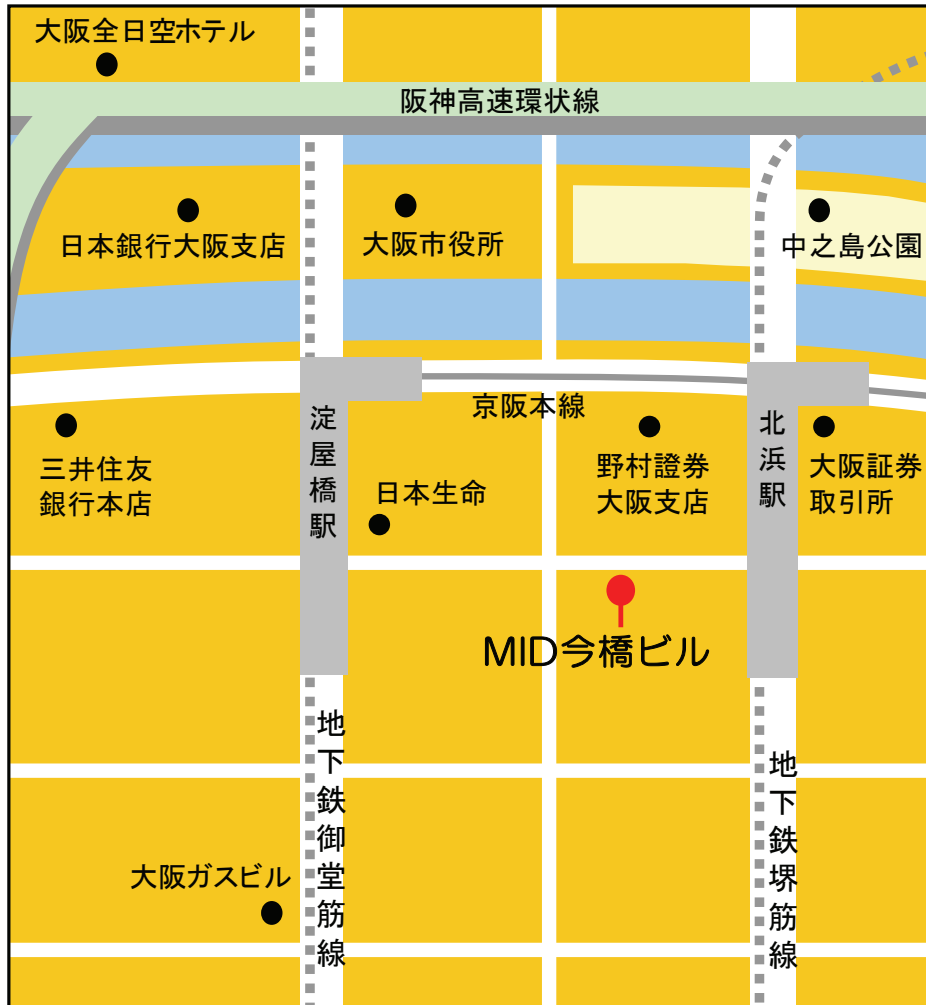 大阪全日空ホテル
阪神高速環状線
日本銀行大阪支店
大阪市役所
中之島公園
京阪本線
淀屋橋駅
北浜駅
三井住友
銀行本店
日本生命
野村證券
大阪支店
大阪証券
取引所
MID今橋ビル
地下鉄御堂筋線
地下鉄堺筋線
大阪ガスビル